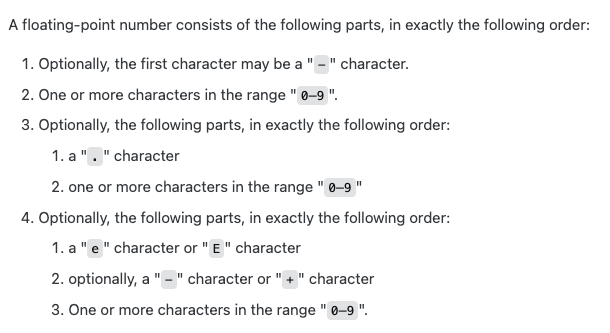 A floating-point number consists of the following parts, in exactly the following order:
1. Optionally, the first character may be a "-" character.
2. One or more characters in the range "0–9".
3. Optionally, the following parts, in exactly the following order:
1. a "." character
2. one or more characters in the range "0–9"
4. Optionally, the following parts, in exactly the following order:
1. a "e" character or "E" character
2. optionally, a "-" character or "+" character
3. One or more characters in the range "0–9".